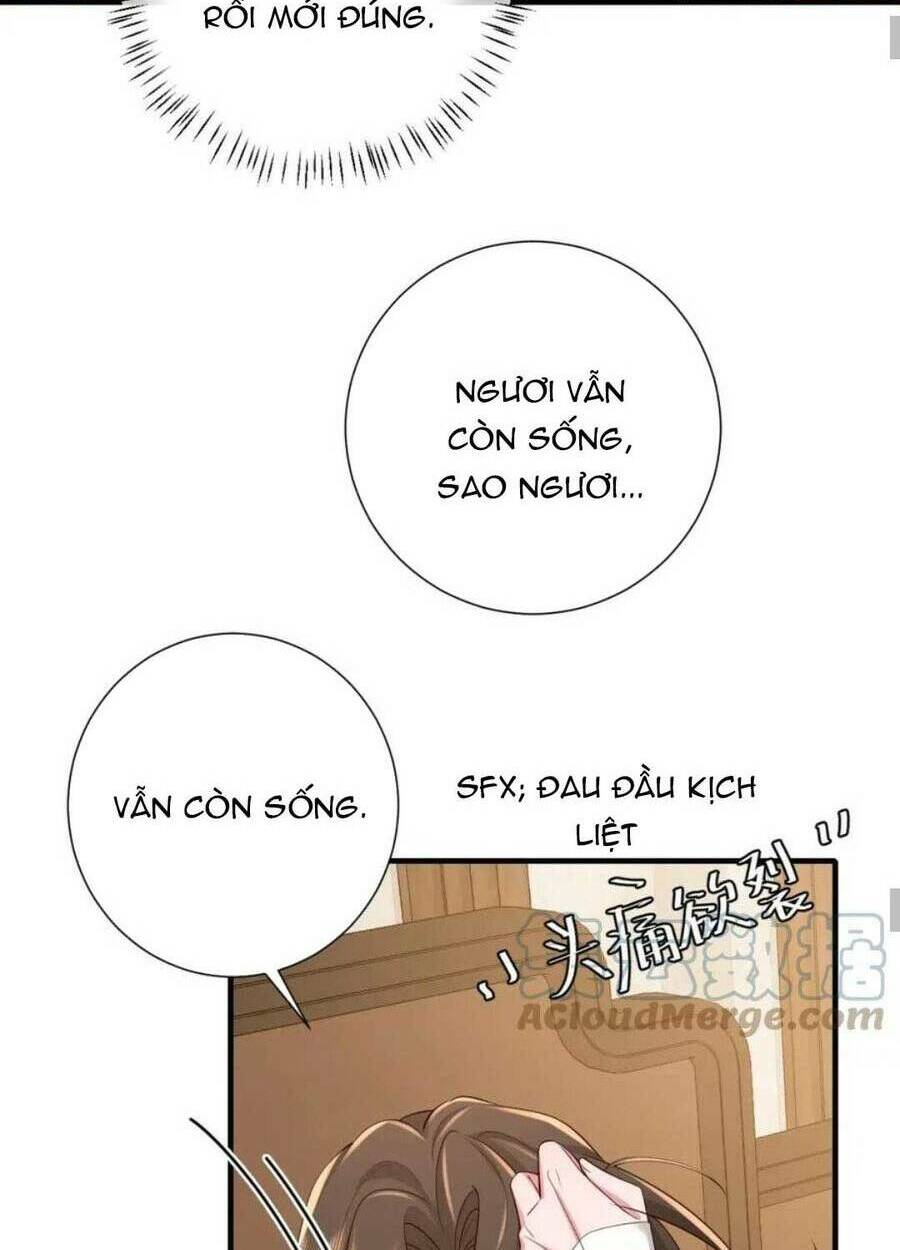 RỒI MỚI ĐÚNG.
NGƯƠI VẪN
CÒN SỐNG,
SAO NGƯƠI...
VẪN CÒN SỐNG.
SFX; ĐAU ĐẦU KỊCH
LIỆT
头痛欲裂
AcloudMerge.com